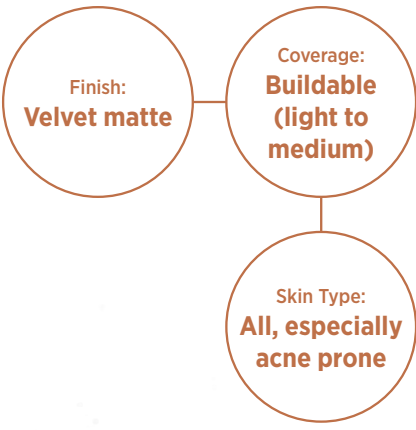 Finish:
Velvet matte
Coverage:
Buildable
(light to
medium)
Skin Type:
All, especially
acne prone